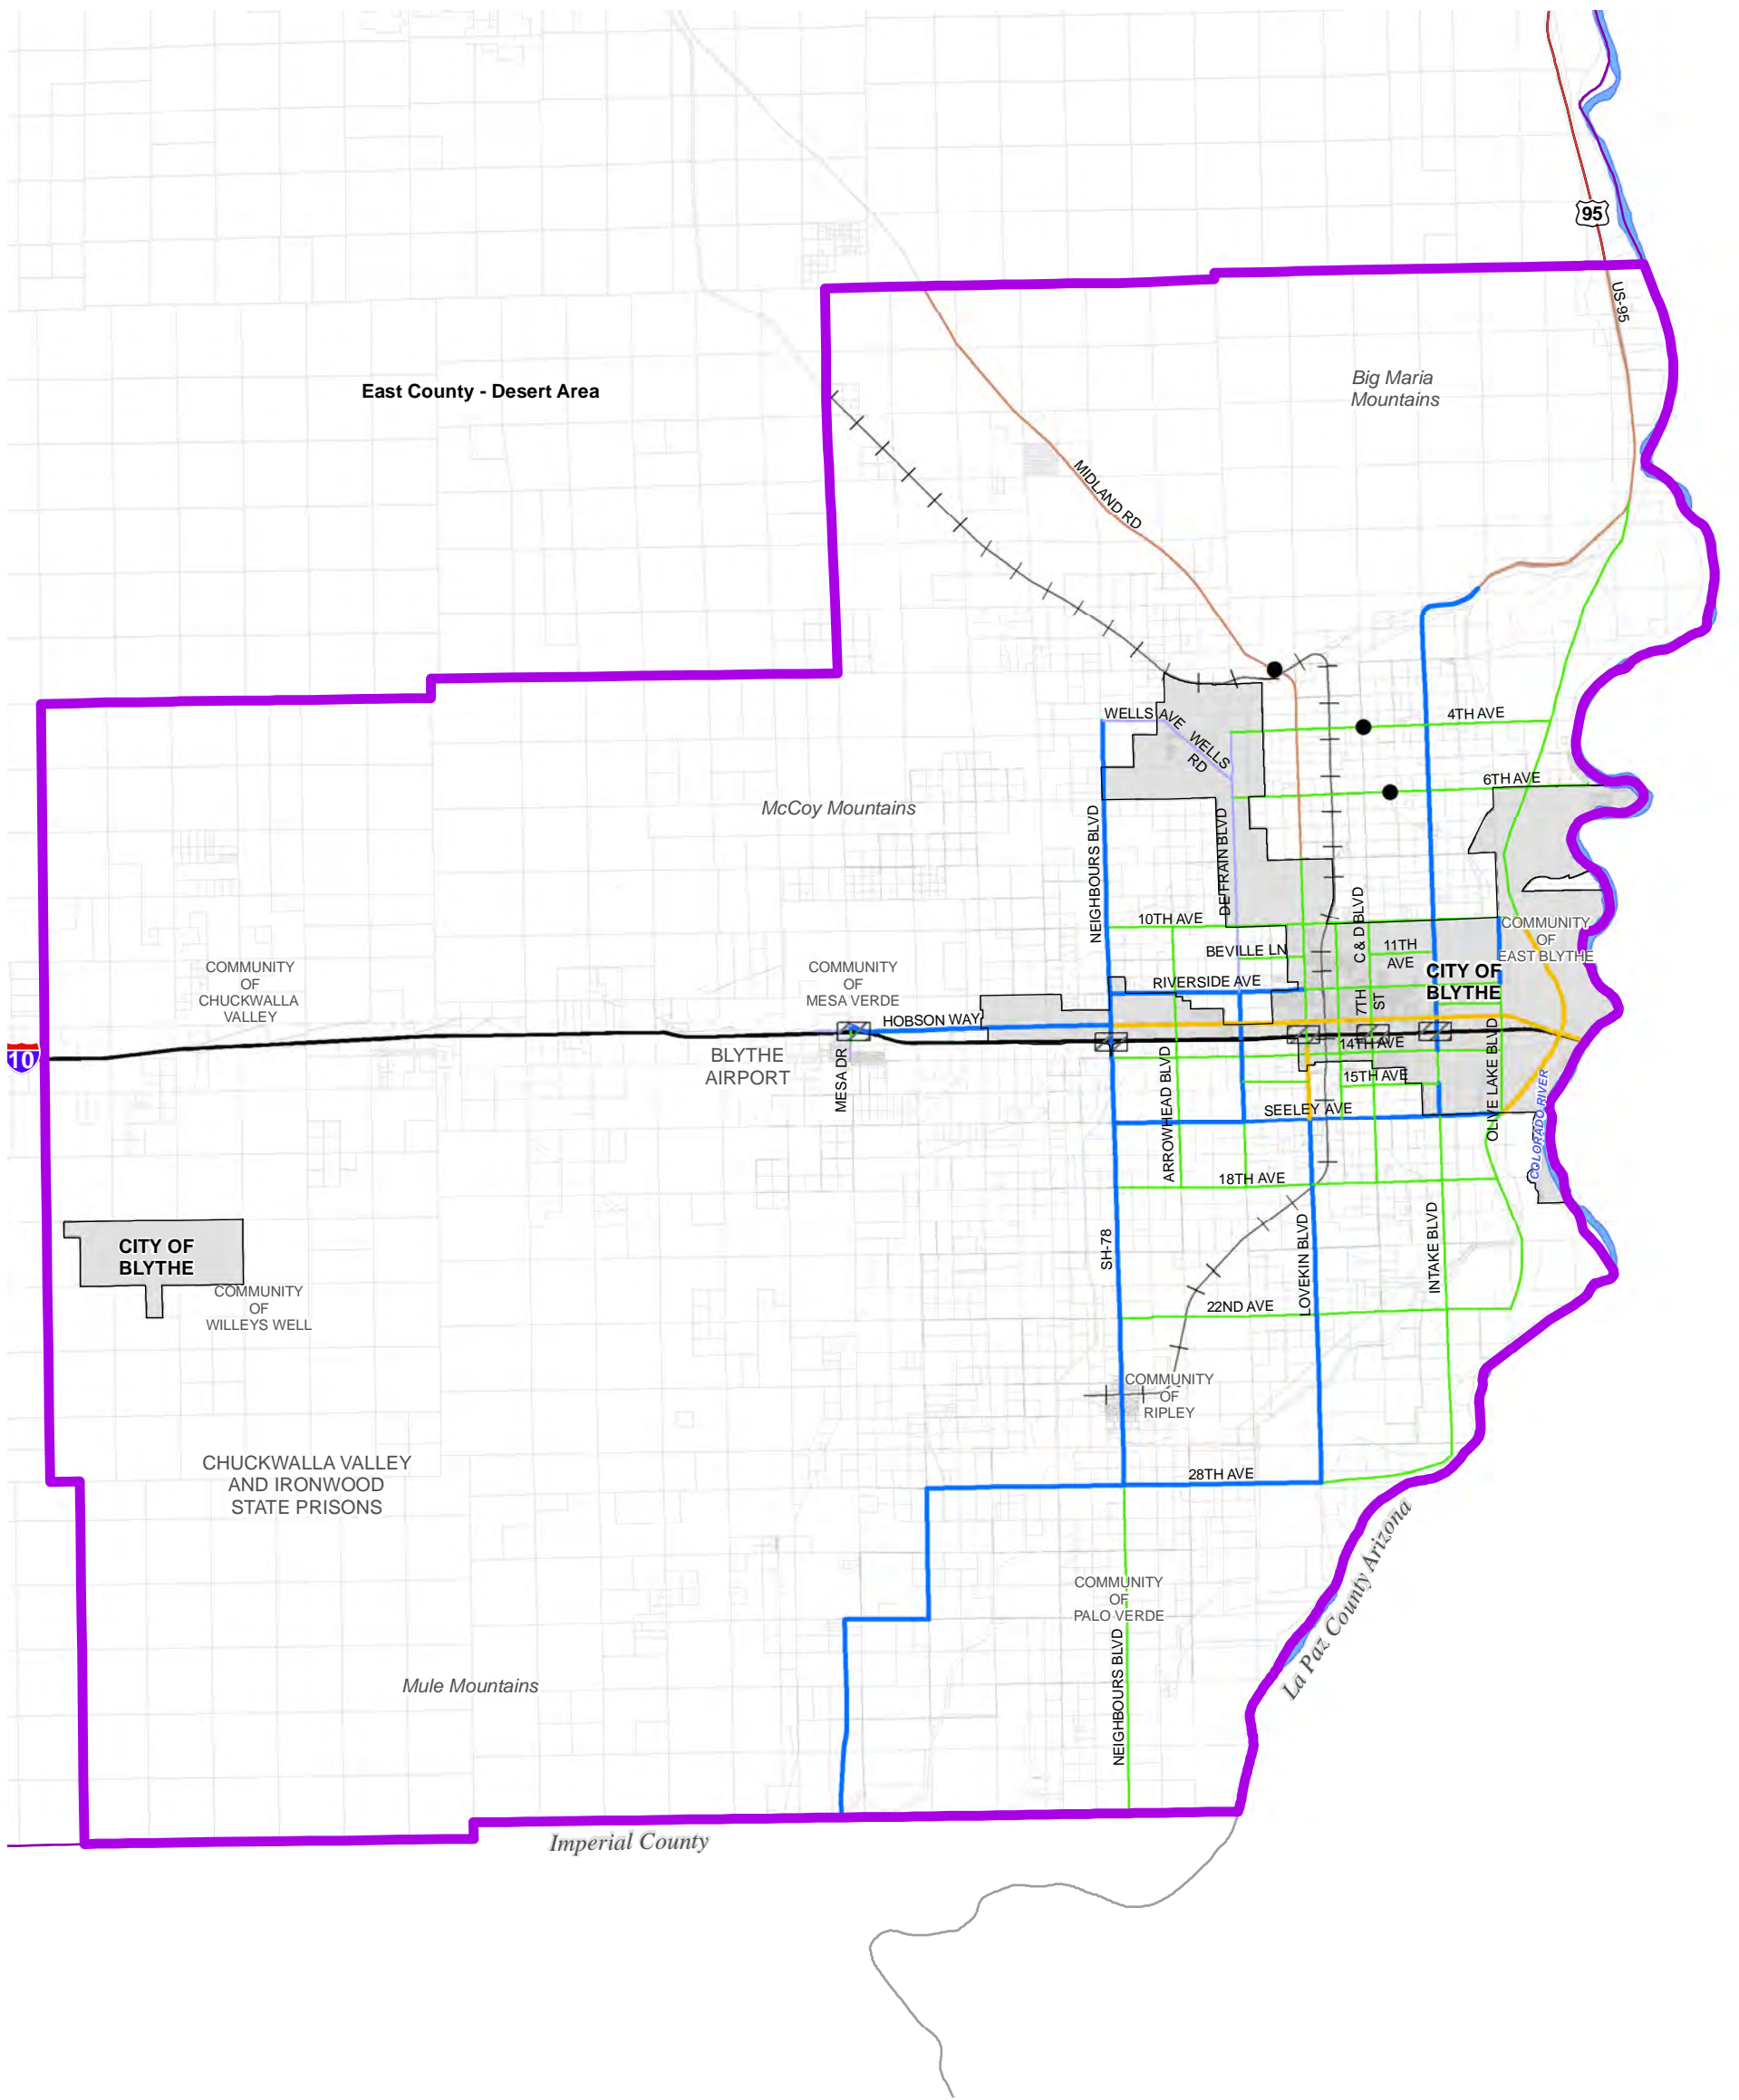 95
US-95
East County - Desert Area
Big Maria
Mountains
MIDLAND RD
WELLS AVE
WELLS
RD
4TH AVE
6TH AVE
McCoy Mountains
NEIGHBOURS BLVD
DE FRAIN BLVD
C & D BLVD
10TH AVE
BEVILLE LN
11TH
AVE
COMMUNITY
OF
EAST BLYTHE
CITY OF
BLYTHE
COMMUNITY
OF
CHUCKWALLA
VALLEY
COMMUNITY
OF
MESA VERDE
RIVERSIDE AVE
7TH
ST
HOBSON WAY
10
BLYTHE
AIRPORT
MESA DR
14TH AVE
15TH AVE
ARROWHEAD BLVD
SEELEY AVE
OLIVE LAKE BLVD
COLORADO RIVER
18TH AVE
SH-78
LOVEKIN BLVD
INTAKE BLVD
CITY OF
BLYTHE
COMMUNITY
OF
WILLEYS WELL
22ND AVE
COMMUNITY
OF
RIPLEY
CHUCKWALLA VALLEY
AND IRONWOOD
STATE PRISONS
28TH AVE
La Paz County Arizona
COMMUNITY
OF
PALO VERDE
NEIGHBOURS BLVD
Mule Mountains
Imperial County